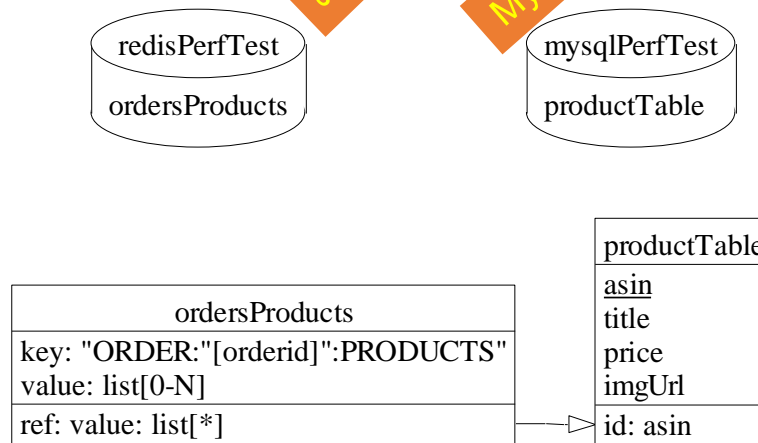 redisPerfTest
ordersProducts
mysqlPerfTest
productTable
productTable
asin
title
price
imgUrl
id: asin
ordersProducts
key: "ORDER:"[orderid]":PRODUCTS"
value: list[0-N]
ref: value: list[*]